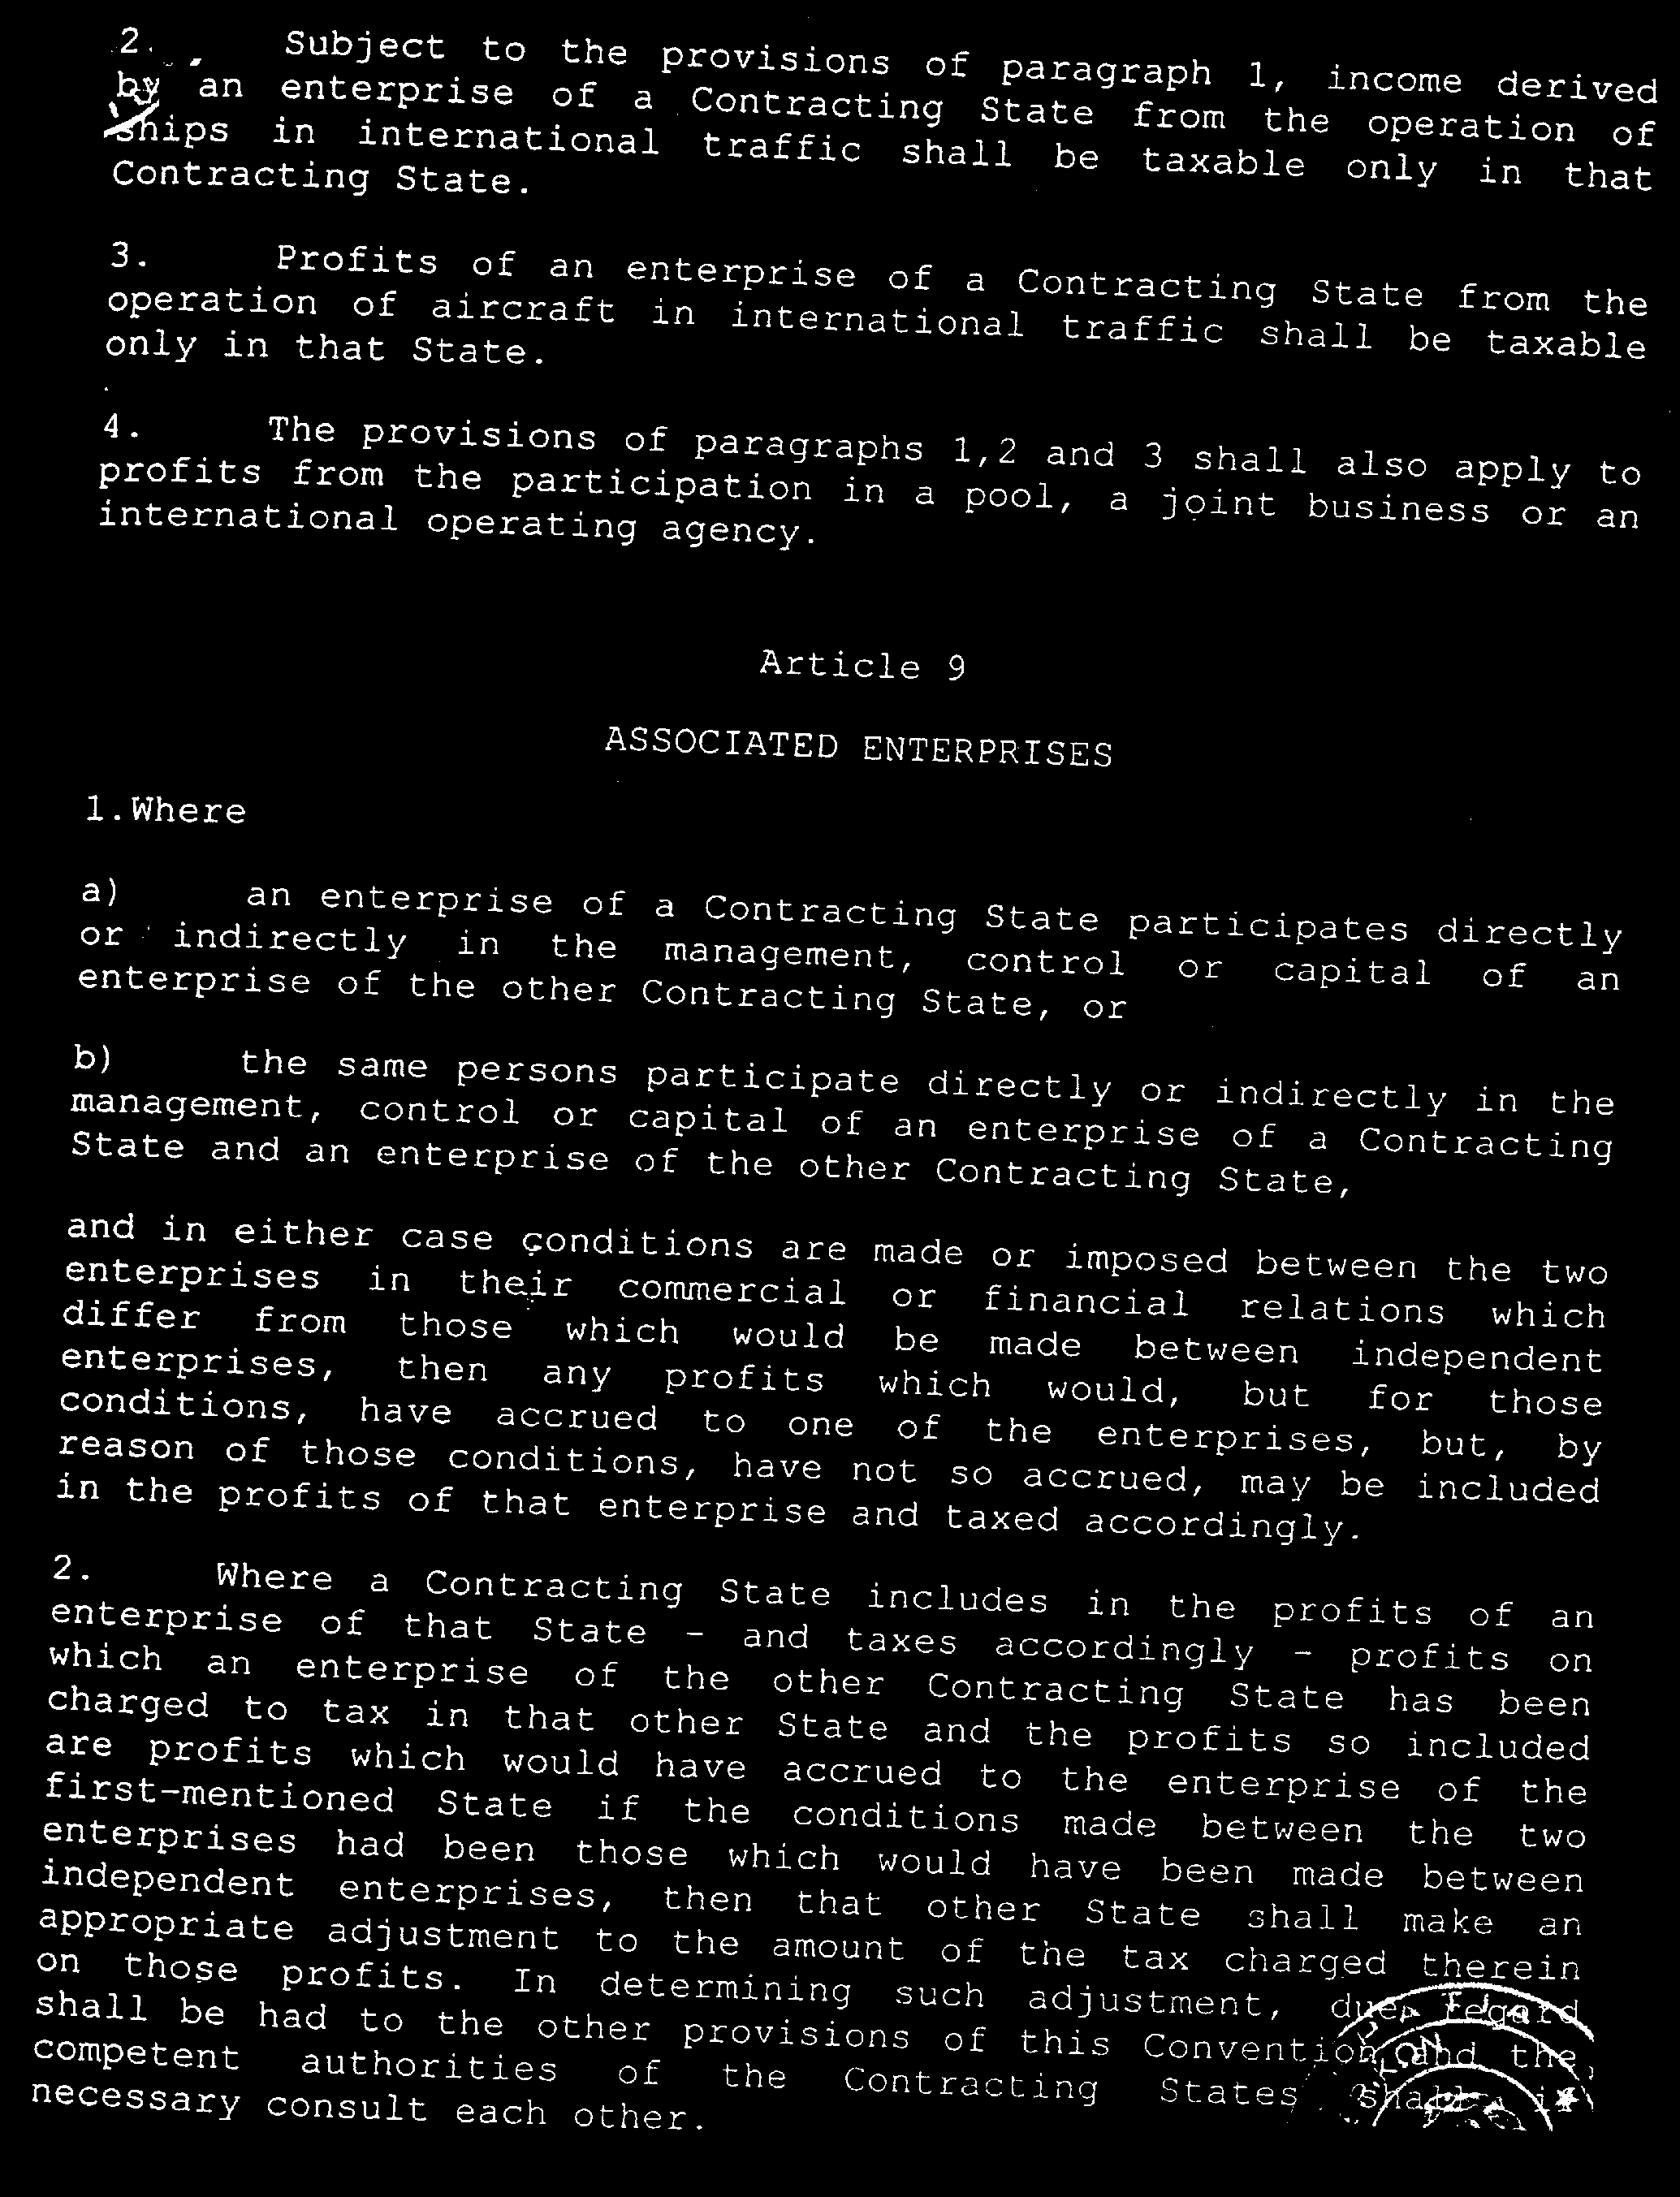 2. Subject to the provisions of paragraph 1, income derived
by an enterprise of a Contracting State from the operation of
ships in international traffic shall be taxable only in that
Contracting State.
3. Profits of an enterprise of a Contracting State from the
operation of aircraft in international traffic shall be taxable
only in that State.
4. The provisions of paragraphs 1,2 and 3 shall also apply to
profits from the participation in a pool, a joint business or an
international operating agency.
Article 9
ASSOCIATED ENTERPRISES
1.Where
a) an enterprise of a Contracting State participates directly
or indirectly in the management, control or capital of an
enterprise of the other Contracting State, or
b) the same persons participate directly or indirectly in the
management, control or capital of an enterprise of a Contracting
State and an enterprise of the other Contracting State,
and in either case conditions are made or imposed between the two
enterprises in their commercial or financial relations which
differ from those which would be made between independent
enterprises, then any profits which would, but for those
conditions, have accrued to one of the enterprises, but, by
reason of those conditions, have not so accrued, may be included
in the profits of that enterprise and taxed accordingly.
2. Where a Contracting State includes in the profits of an
enterprise of that State - and taxes accordingly - profits on
which an enterprise of the other Contracting State has been
charged to tax in that other State and the profits so included
are profits which would have accrued to the enterprise of the
first-mentioned State if the conditions made between the two
enterprises had been those which would have been made between
independent enterprises, then that other State shall make an
appropriate adjustment to the amount of the tax charged therein
on those profits. In determining such adjustment, due regard
shall be had to the other provisions of this Convention and the
competent authorities of the Contracting States shall if
necessary consult each other.